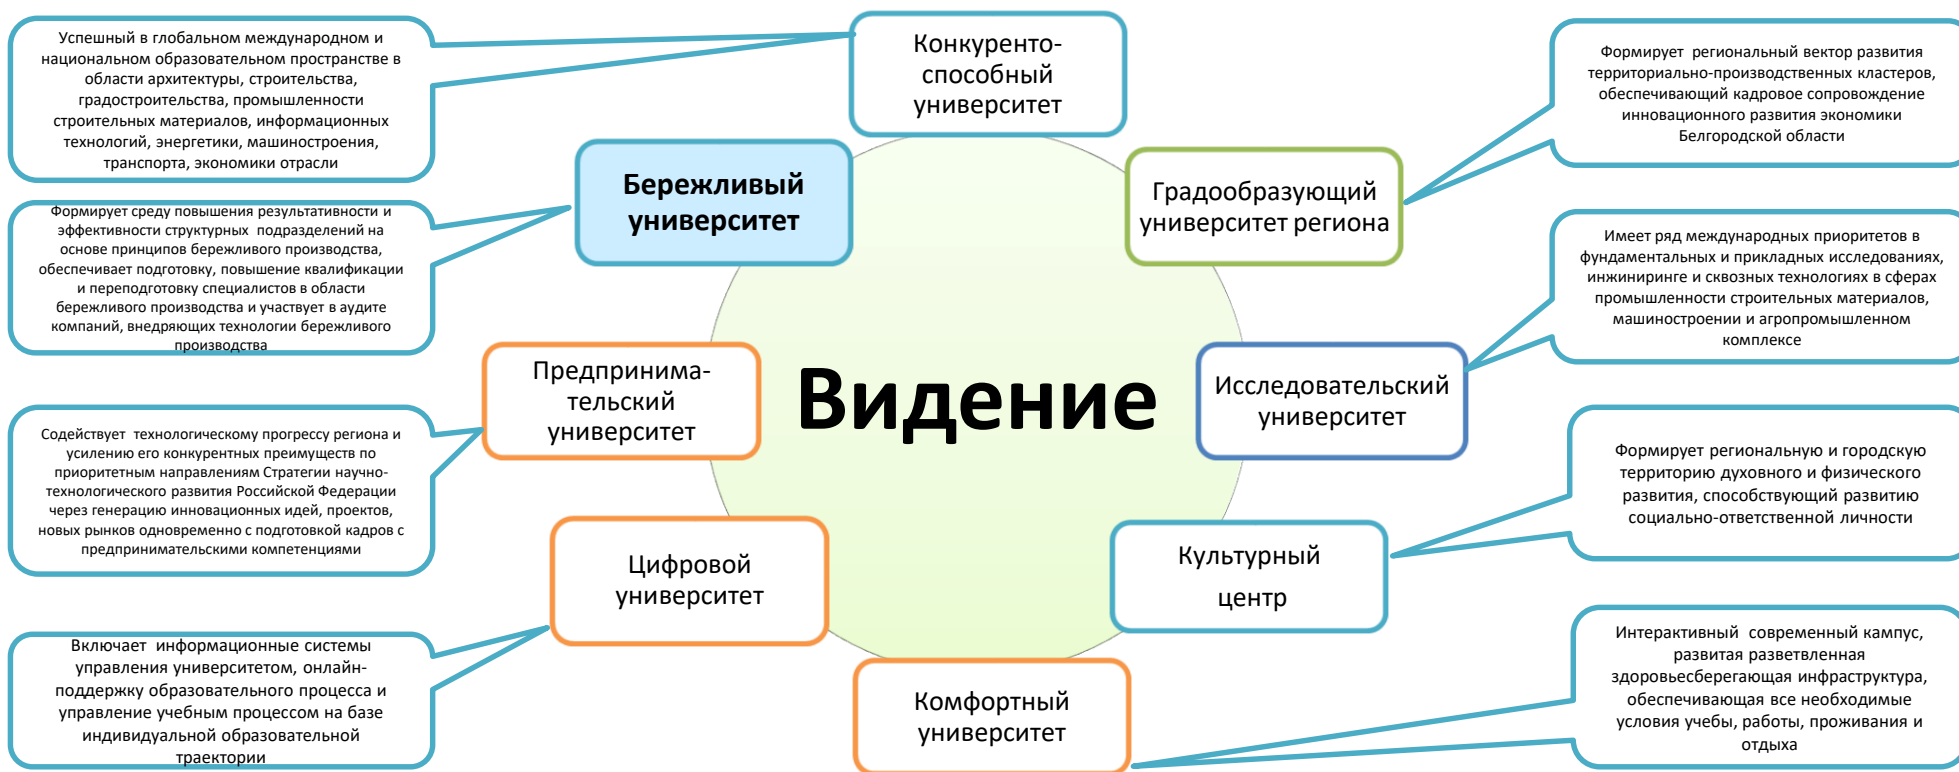 Успешный в глобальном международном и
национальном образовательном пространстве в
области архитектуры, строительства,
градостроительства, промышленности
строительных материалов, информационных
технологий, энергетики, машиностроения,
транспорта, экономики отрасли
Конкуренто-
способный
университет
Формирует региональный вектор развития
территориально-производственных кластеров,
обеспечивающий кадровое сопровождение
инновационного развития экономики
Белгородской области
Бережливый
университет
Градообразующий
университет региона
Формирует среду повышения результативности и
эффективности структурных подразделений на
основе принципов бережливого производства,
обеспечивает подготовку, повышение квалификации
и переподготовку специалистов в области
бережливого производства и участвует в аудите
компаний, внедряющих технологии бережливого
производства
Имеет ряд международных приоритетов в
фундаментальных и прикладных исследованиях,
инжиниринге и сквозных технологиях в сферах
промышленности строительных материалов,
машиностроении и агропромышленном
комплексе
Предпринима-
тельский
университет
Видение
Исследовательский
университет
Содействует технологическому прогрессу региона и
усилению его конкурентных преимуществ по
приоритетным направлениям Стратегии научно-
технологического развития Российской Федерации
через генерацию инновационных идей, проектов,
новых рынков одновременно с подготовкой кадров с
предпринимательскими компетенциями
Формирует региональную и городскую
территорию духовного и физического
развития, способствующий развитию
социально-ответственной личности
Цифровой
университет
Культурный
центр
Включает информационные системы
управления университетом, онлайн-
поддержку образовательного процесса и
управление учебным процессом на базе
индивидуальной образовательной
траектории
Комфортный
университет
Интерактивный современный кампус,
развитая разветвленная
здоровьесберегающая инфраструктура,
обеспечивающая все необходимые
условия учебы, работы, проживания и
отдыха